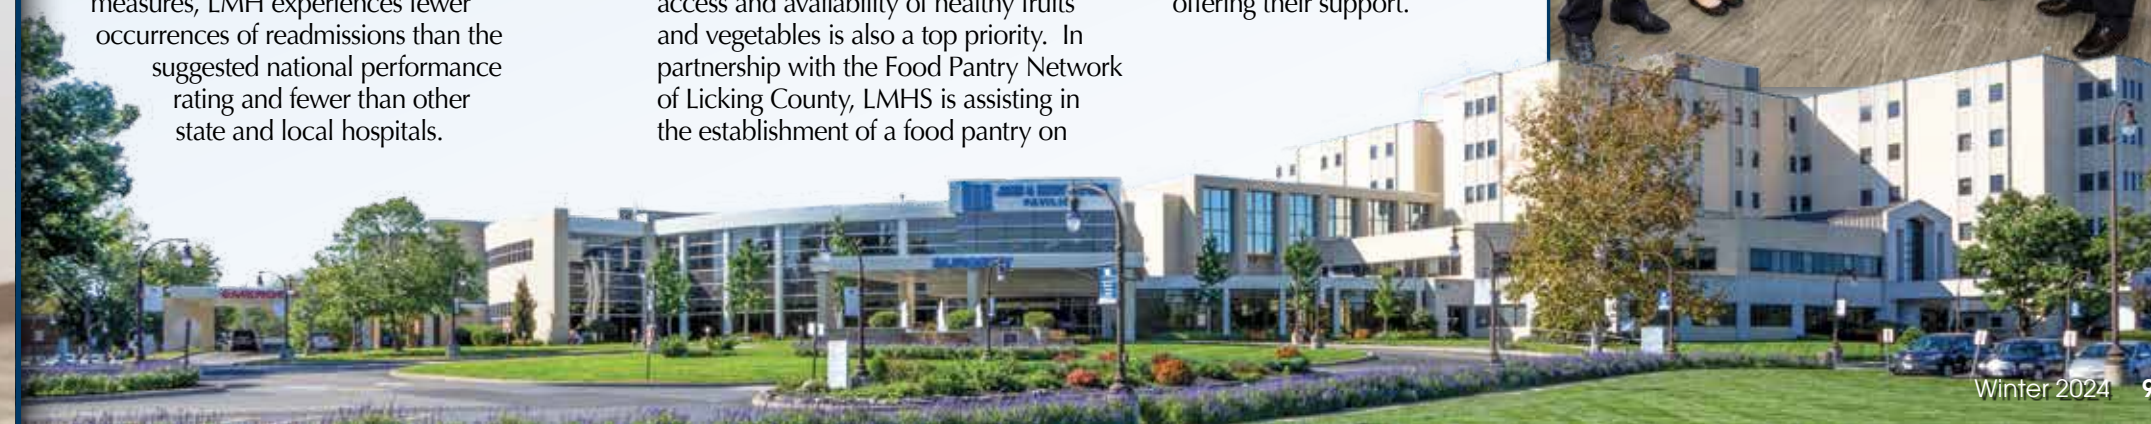 measures, LMH experiences fewer
occurrences of readmissions than the
suggested national performance
rating and fewer than other
state and local hospitals.
access and availability of healthy fruits
and vegetables is also a top priority.  In
partnership with the Food Pantry Network
of Licking County, LMHS is assisting in
the establishment of a food pantry on
offering their support.
Winter 2024 9